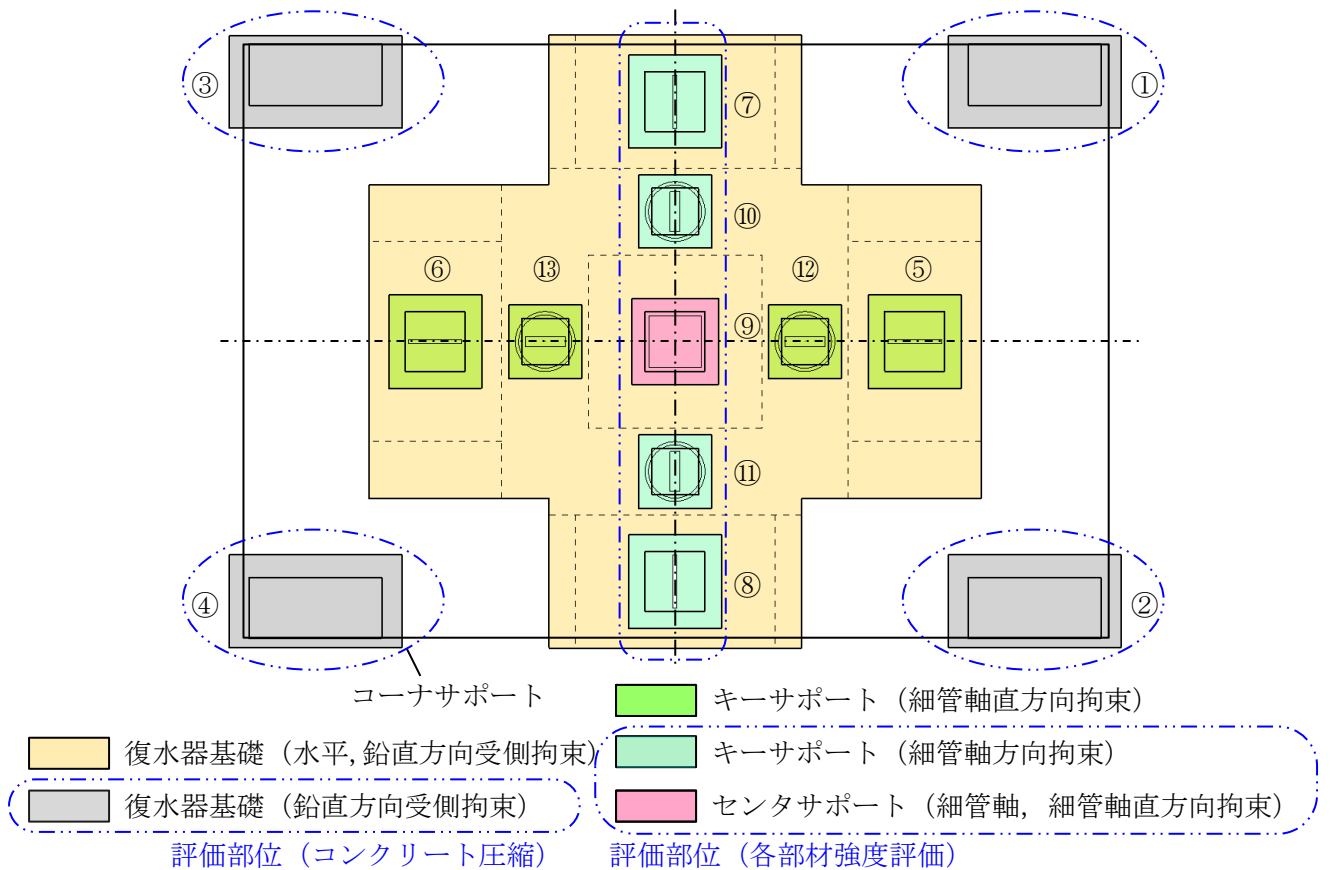 ③
①
⑦
⑩
⑥
⑬
⑫
⑤
⑨
⑪
⑧
④
②
コーナサポート
キーサポート（細管軸直方向拘束）
復水器基礎（水平,鉛直方向受側拘束）
キーサポート（細管軸方向拘束）
復水器基礎（鉛直方向受側拘束）
センタサポート（細管軸，細管軸直方向拘束）
評価部位（コンクリート圧縮）
評価部位（各部材強度評価）